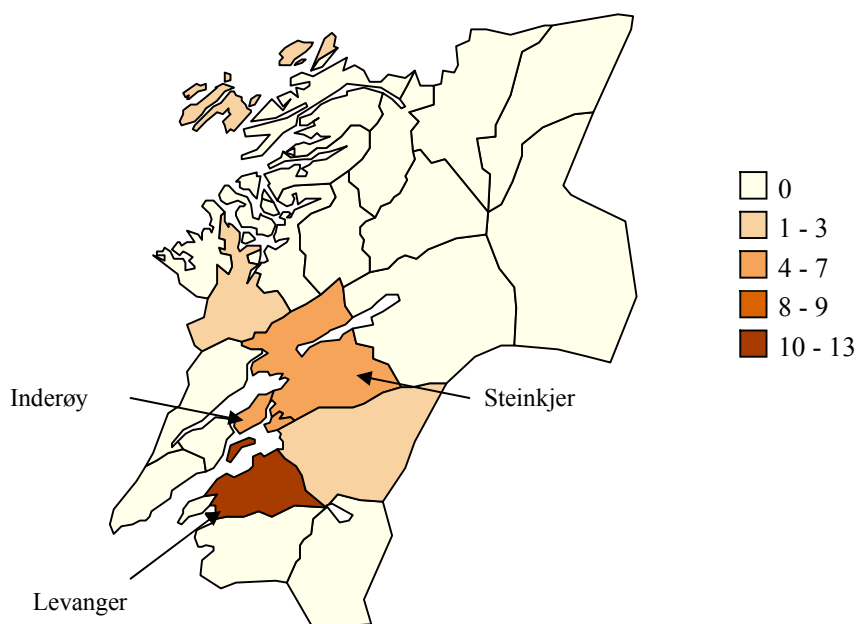 0
1 - 3
4 - 7
8 - 9
10 - 13
Inderøy
Steinkjer
Levanger